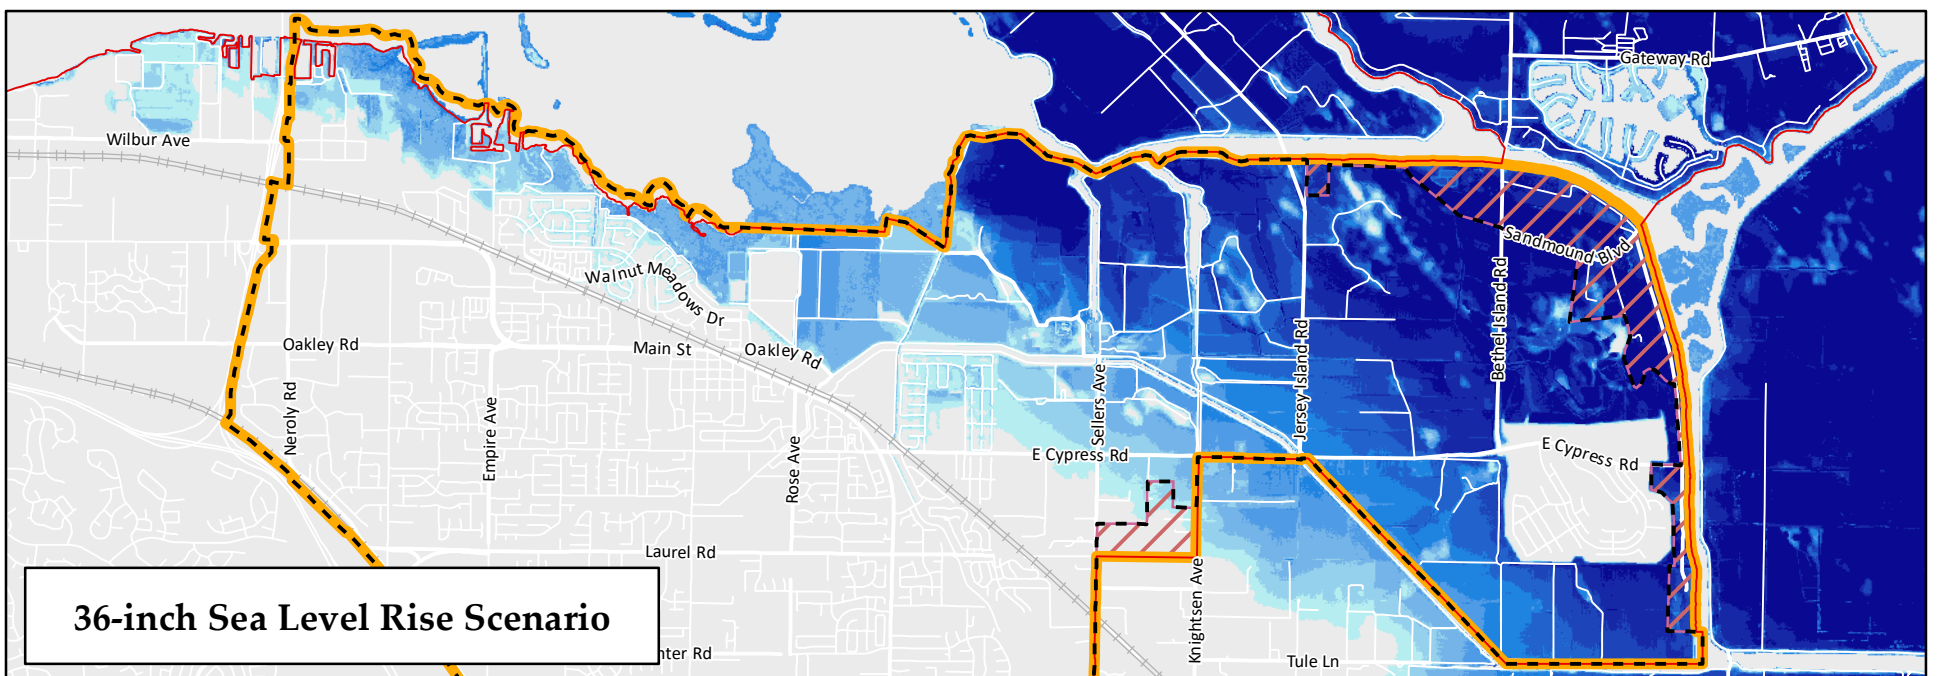 Gateway Rd
Wilbur Ave
Sandmound Blvd
Walnut Meadows Dr
Bethel Island Rd
Oakley Rd
Main St
Oakley Rd
Jersey Island Rd
Sellers Ave
Neroly Rd
Empire Ave
Rose Ave
E Cypress Rd
E Cypress Rd
Laurel Rd
Knightsen Ave
36-inch Sea Level Rise Scenario
nter Rd
Tule Ln